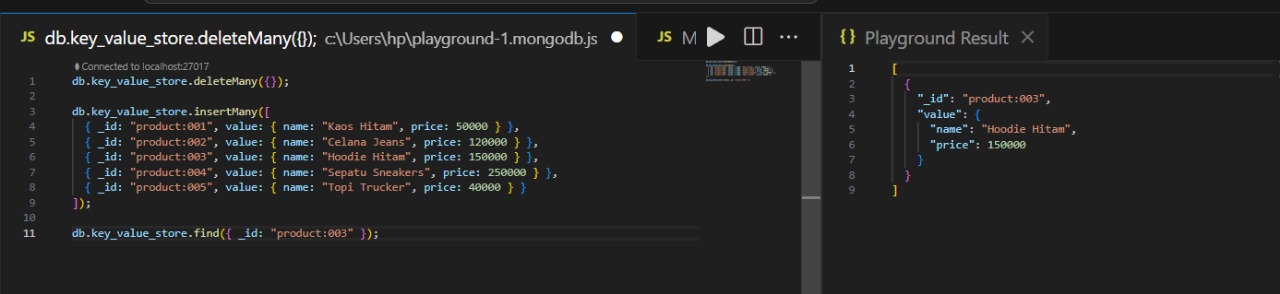 JS db.key_value_store.deleteMany({}); c:\Users\hp\playground-1.mongodb.js
JS M
Connected to localhost:27017
1 db.key_value_store.deleteMany({});
2
3 db.key_value_store.insertMany([
4 { _id: "product:001", value: { name: "Kaos Hitam", price: 50000 } },
5 { _id: "product:002", value: { name: "Celana Jeans", price: 120000 } },
6 { _id: "product:003", value: { name: "Hoodie Hitam", price: 150000 } },
7 { _id: "product:004", value: { name: "Sepatu Sneakers", price: 250000 } },
8 { _id: "product:005", value: { name: "Topi Trucker", price: 40000 } }
9 ]);
10
11 db.key_value_store.find({ _id: "product:003" });
{} Playground Result
1 [
2 {
3 "_id": "product:003",
4 "value": {
5 "name": "Hoodie Hitam",
6 "price": 150000
7 }
8 }
9 ]